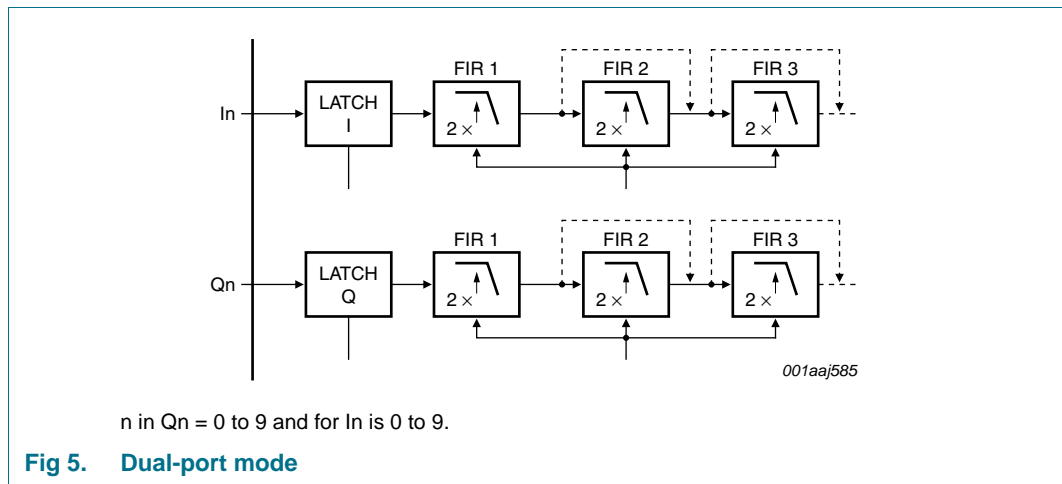 FIR 1 FIR 2 FIR 3
In
LATCH
I
2 × 2 × 2 ×
FIR 1 FIR 2 FIR 3
Qn
LATCH
Q
2 × 2 × 2 ×
001aaj585
n in Qn = 0 to 9 and for In is 0 to 9.
Fig 5. Dual-port mode